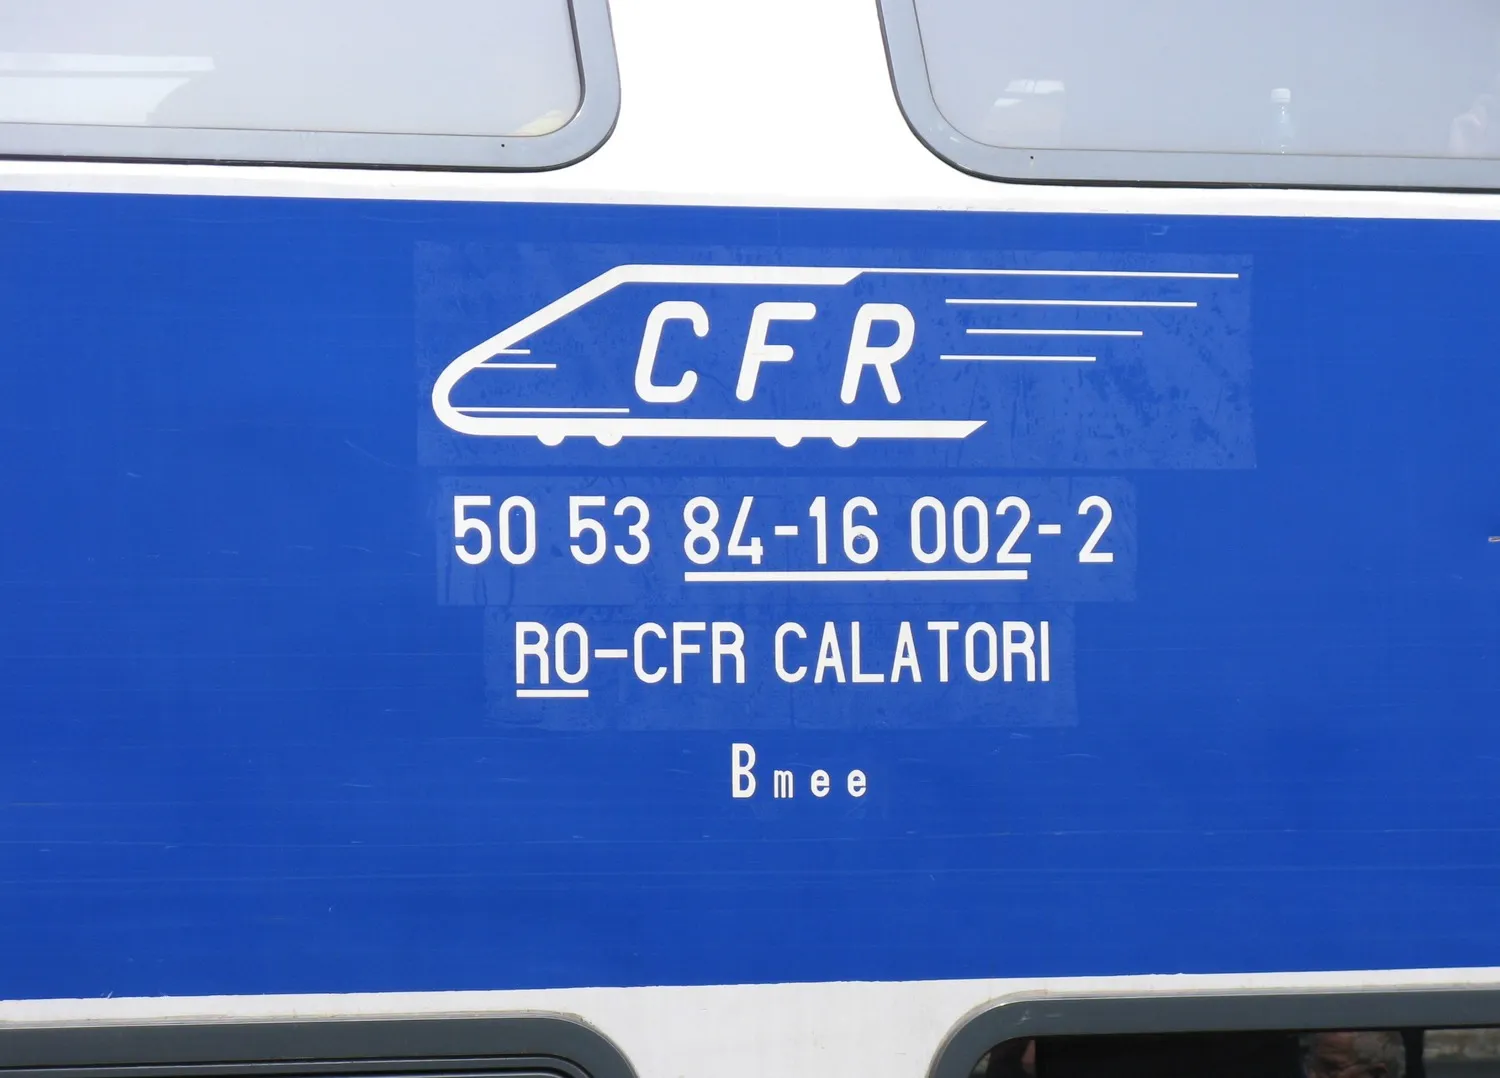 CFR
50 53 84-16 002-2
RO-CFR CALATORI
Bmee